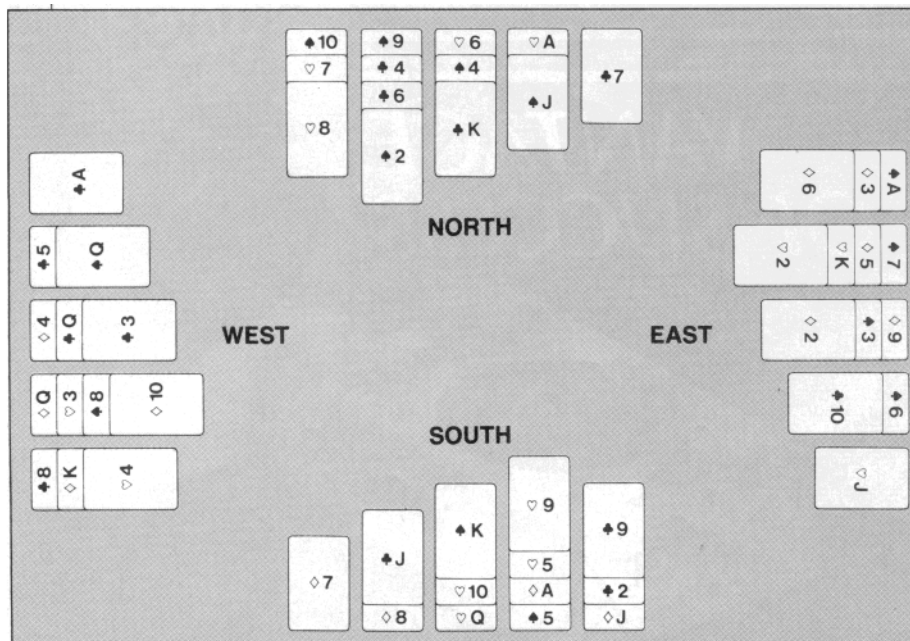 ♠10 ♠9 ♡6 ♡A
♡7 ♣4 ♠4 ♣7
♣6 ♠J
♡8 ♣K
♠2
NORTH
♣A
♣5 ♠Q
♢4 ♣Q ♣3
♢Q ♡3 ♠8 ♢10
♣8 ♢K ♡4
WEST
EAST
♢6 ♢3 ♠A
♡2 ♡K ♢5 ♠7
♢2 ♠3 ♢9
♣10 ♠6
♡J
SOUTH
♡9
♠K ♣9
♣J
♡5
♢7 ♡10 ♢A ♣2
♢8 ♡Q ♠5 ♢J